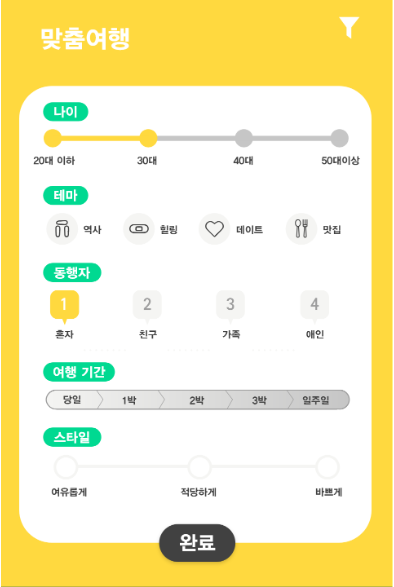 맞춤여행
나이
20대 이하 30대 40대 50대이상
테마
역사 힐링 데이트 맛집
동행자
1 2 3 4
혼자 친구 가족 애인
여행 기간
당일 1박 2박 3박 일주일
스타일
여유롭게 적당하게 바쁘게
완료